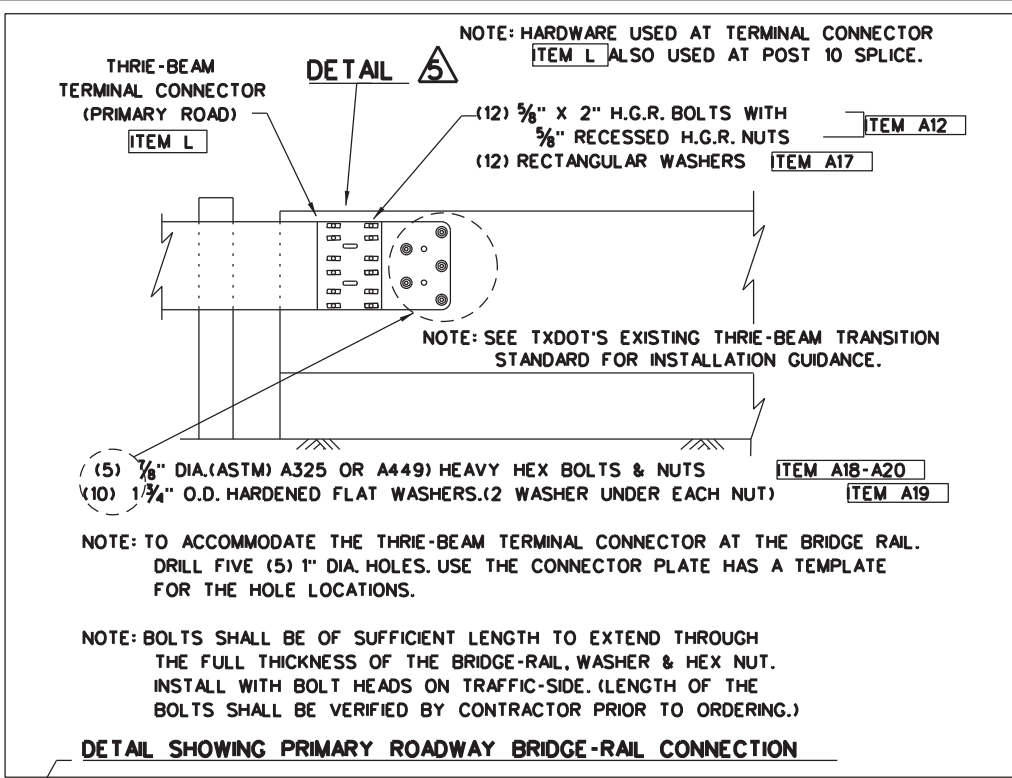 NOTE: HARDWARE USED AT TERMINAL CONNECTOR
ITEM L ALSO USED AT POST 10 SPLICE.
THRIE-BEAM
TERMINAL CONNECTOR
(PRIMARY ROAD)
ITEM L
DETAIL 5
(12) 5/8" X 2" H.G.R. BOLTS WITH
5/8" RECESSED H.G.R. NUTS
ITEM A12
(12) RECTANGULAR WASHERS ITEM A17
NOTE: SEE TXDOT'S EXISTING THRIE-BEAM TRANSITION
STANDARD FOR INSTALLATION GUIDANCE.
(5) 7/8" DIA.(ASTM) A325 OR A449) HEAVY HEX BOLTS & NUTS ITEM A18-A20
(10) 1 3/4" O.D. HARDENED FLAT WASHERS.(2 WASHER UNDER EACH NUT) ITEM A19
NOTE: TO ACCOMMODATE THE THRIE-BEAM TERMINAL CONNECTOR AT THE BRIDGE RAIL.
DRILL FIVE (5) 1" DIA. HOLES. USE THE CONNECTOR PLATE HAS A TEMPLATE
FOR THE HOLE LOCATIONS.
NOTE: BOLTS SHALL BE OF SUFFICIENT LENGTH TO EXTEND THROUGH
THE FULL THICKNESS OF THE BRIDGE-RAIL, WASHER & HEX NUT.
INSTALL WITH BOLT HEADS ON TRAFFIC-SIDE. (LENGTH OF THE
BOLTS SHALL BE VERIFIED BY CONTRACTOR PRIOR TO ORDERING.)
DETAIL SHOWING PRIMARY ROADWAY BRIDGE-RAIL CONNECTION